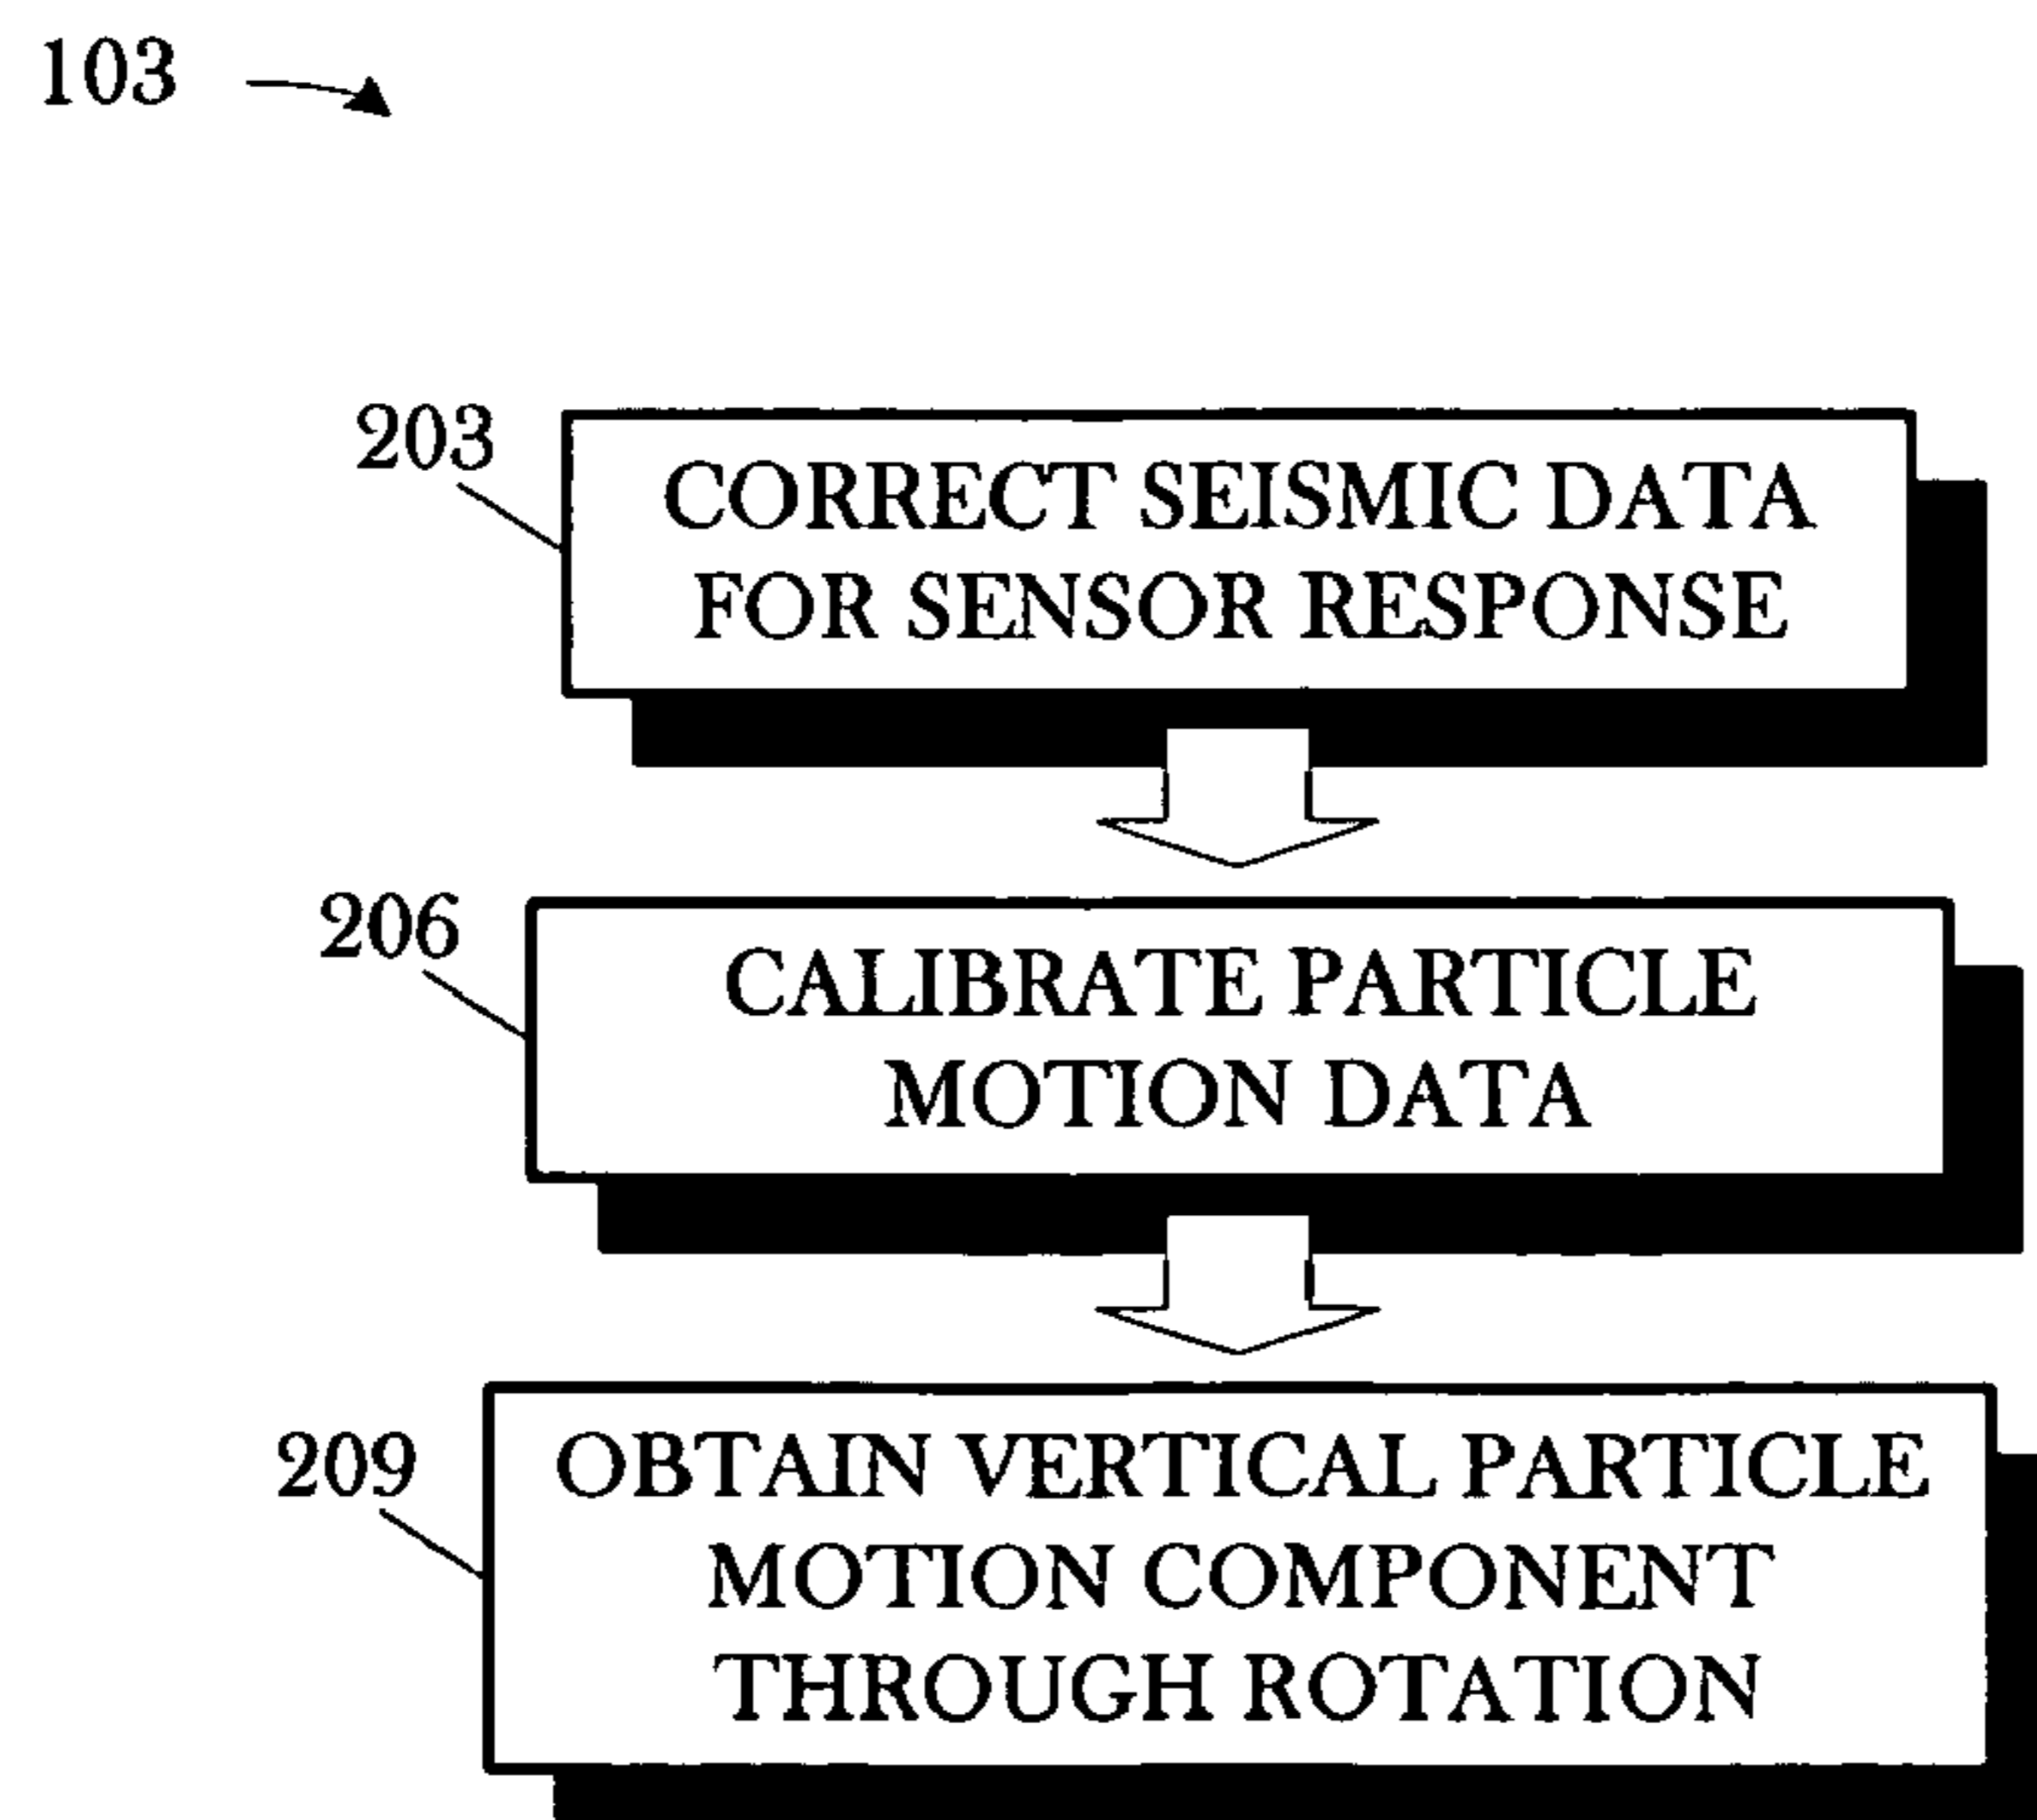 103
203
CORRECT SEISMIC DATA
FOR SENSOR RESPONSE
206
CALIBRATE PARTICLE
MOTION DATA
209
OBTAIN VERTICAL PARTICLE
MOTION COMPONENT
THROUGH ROTATION